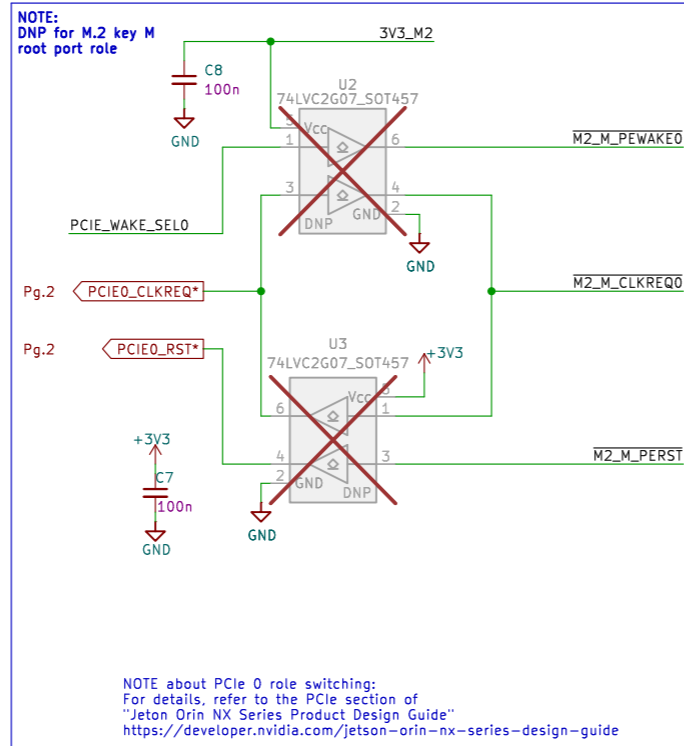 NOTE:
DNP for M.2 key M
root port role
3V3_M2
C8
100n
GND
U2
74LVC2G07_SOT457
5
Vcc
1
6
M2_M_PEWAKE0
3
4
GND
2
DNP
PCIE_WAKE_SEL0
GND
Pg.2
PCIE0_CLKREQ*
M2_M_CLKREQ0
Pg.2
PCIE0_RST*
U3
74LVC2G07_SOT457
+3V3
Vcc
5
6
1
4
3
M2_M_PERST
2
GND
DNP
+3V3
C7
100n
GND
GND
NOTE about PCIe 0 role switching:
For details, refer to the PCIe section of
"Jeton Orin NX Series Product Design Guide"
https://developer.nvidia.com/jetson-orin-nx-series-design-guide